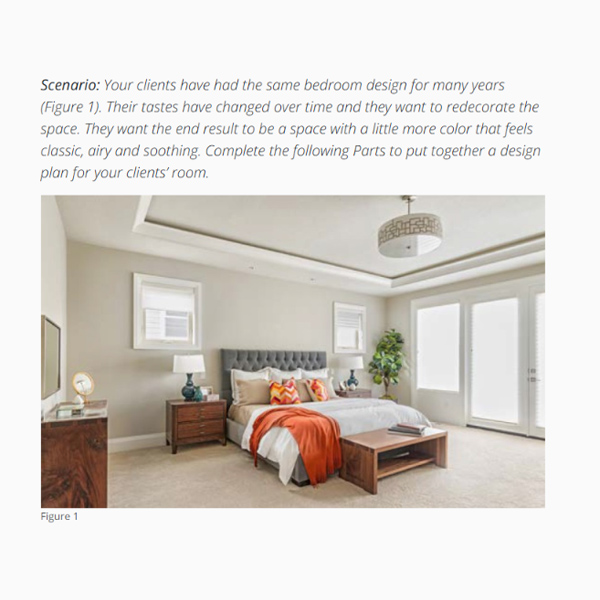 Scenario: Your clients have had the same bedroom design for many years
(Figure 1). Their tastes have changed over time and they want to redecorate the
space. They want the end result to be a space with a little more color that feels
classic, airy and soothing. Complete the following Parts to put together a design
plan for your clients’ room.
Figure 1